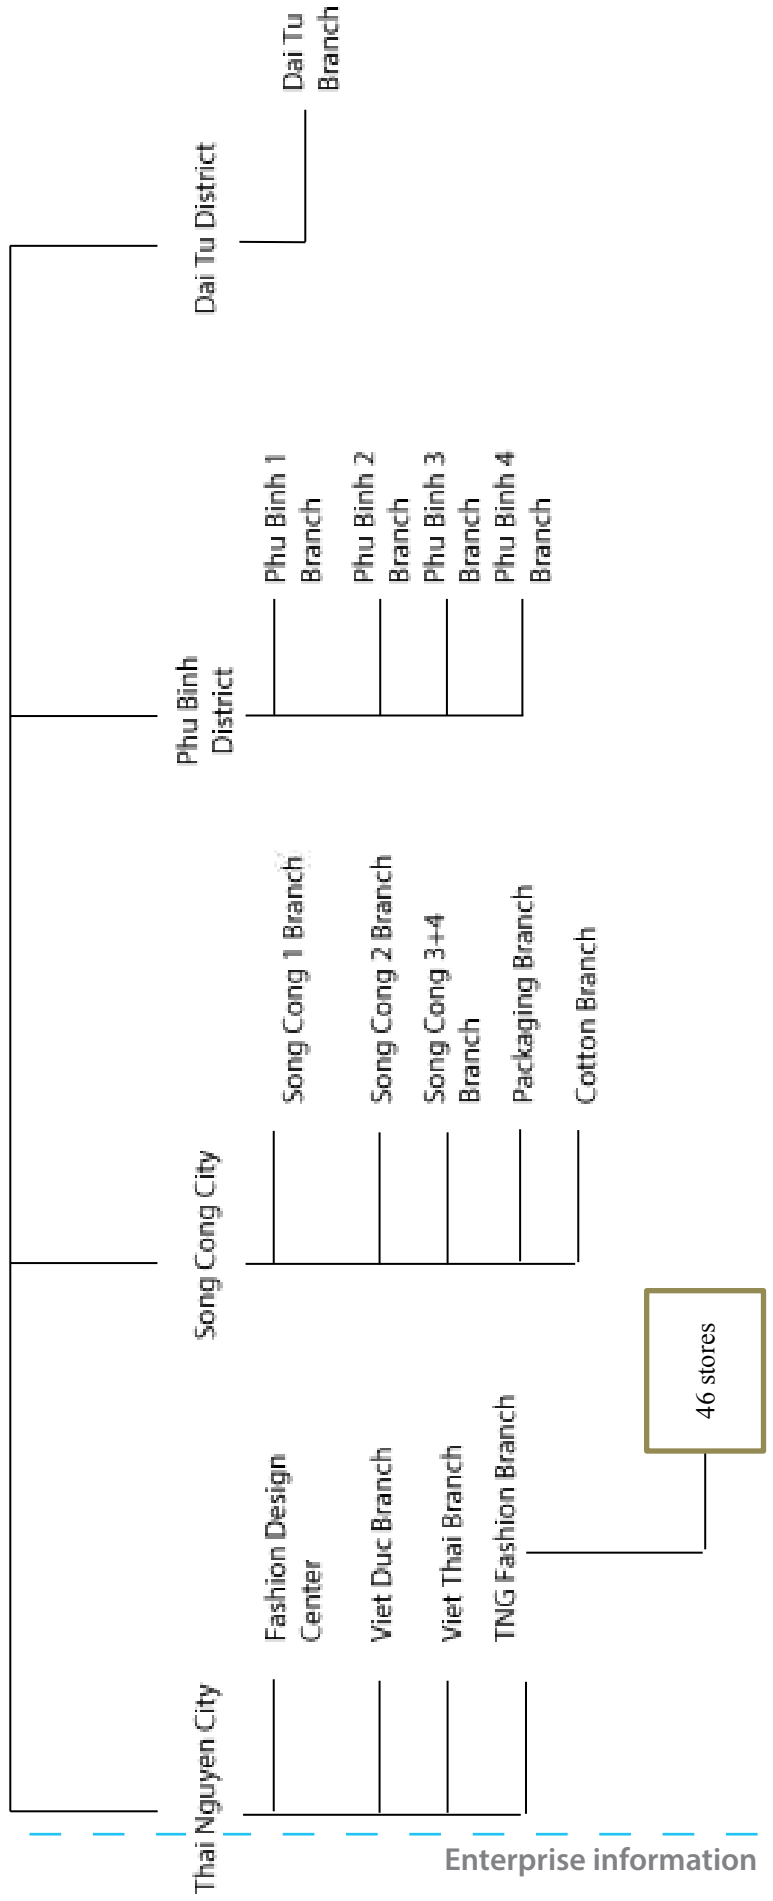 Enterprise information
Thai Nguyen City
Fashion Design
Center
Viet Duc Branch
Viet Thai Branch
TNG Fashion Branch
46 stores
Song Cong City
Song Cong 1 Branch
Song Cong 2 Branch
Song Cong 3+4
Branch
Packaging Branch
Cotton Branch
Phu Binh
District
Phu Binh 1
Branch
Phu Binh 2
Branch
Phu Binh 3
Branch
Phu Binh 4
Branch
Dai Tu District
Dai Tu
Branch